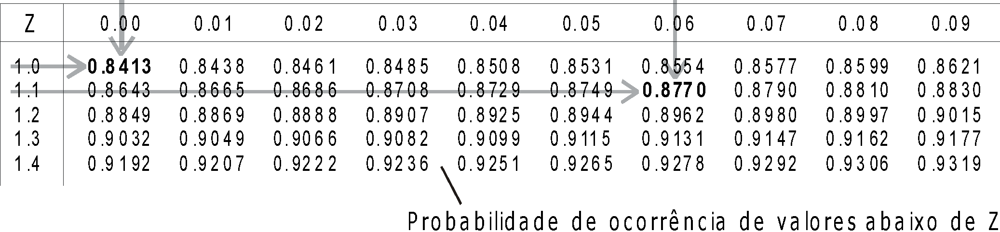 Z 0.00 0.01 0.02 0.03 0.04 0.05 0.06 0.07 0.08 0.09
1.0 0.8413 0.8438 0.8461 0.8485 0.8508 0.8531 0.8554 0.8577 0.8599 0.8621
1.1 0.8643 0.8665 0.8686 0.8708 0.8729 0.8749 0.8770 0.8790 0.8810 0.8830
1.2 0.8849 0.8869 0.8888 0.8907 0.8925 0.8944 0.8962 0.8980 0.8997 0.9015
1.3 0.9032 0.9049 0.9066 0.9082 0.9099 0.9115 0.9131 0.9147 0.9162 0.9177
1.4 0.9192 0.9207 0.9222 0.9236 0.9251 0.9265 0.9278 0.9292 0.9306 0.9319
Probabilidade de ocorrência de valores abaixo de Z